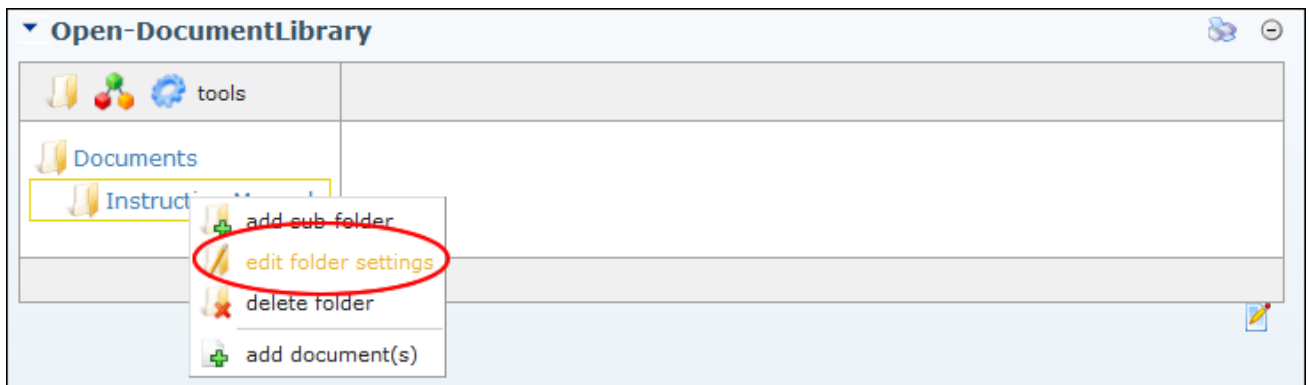 Open-DocumentLibrary
tools
Documents
add sub folder
edit folder settings
delete folder
add document(s)